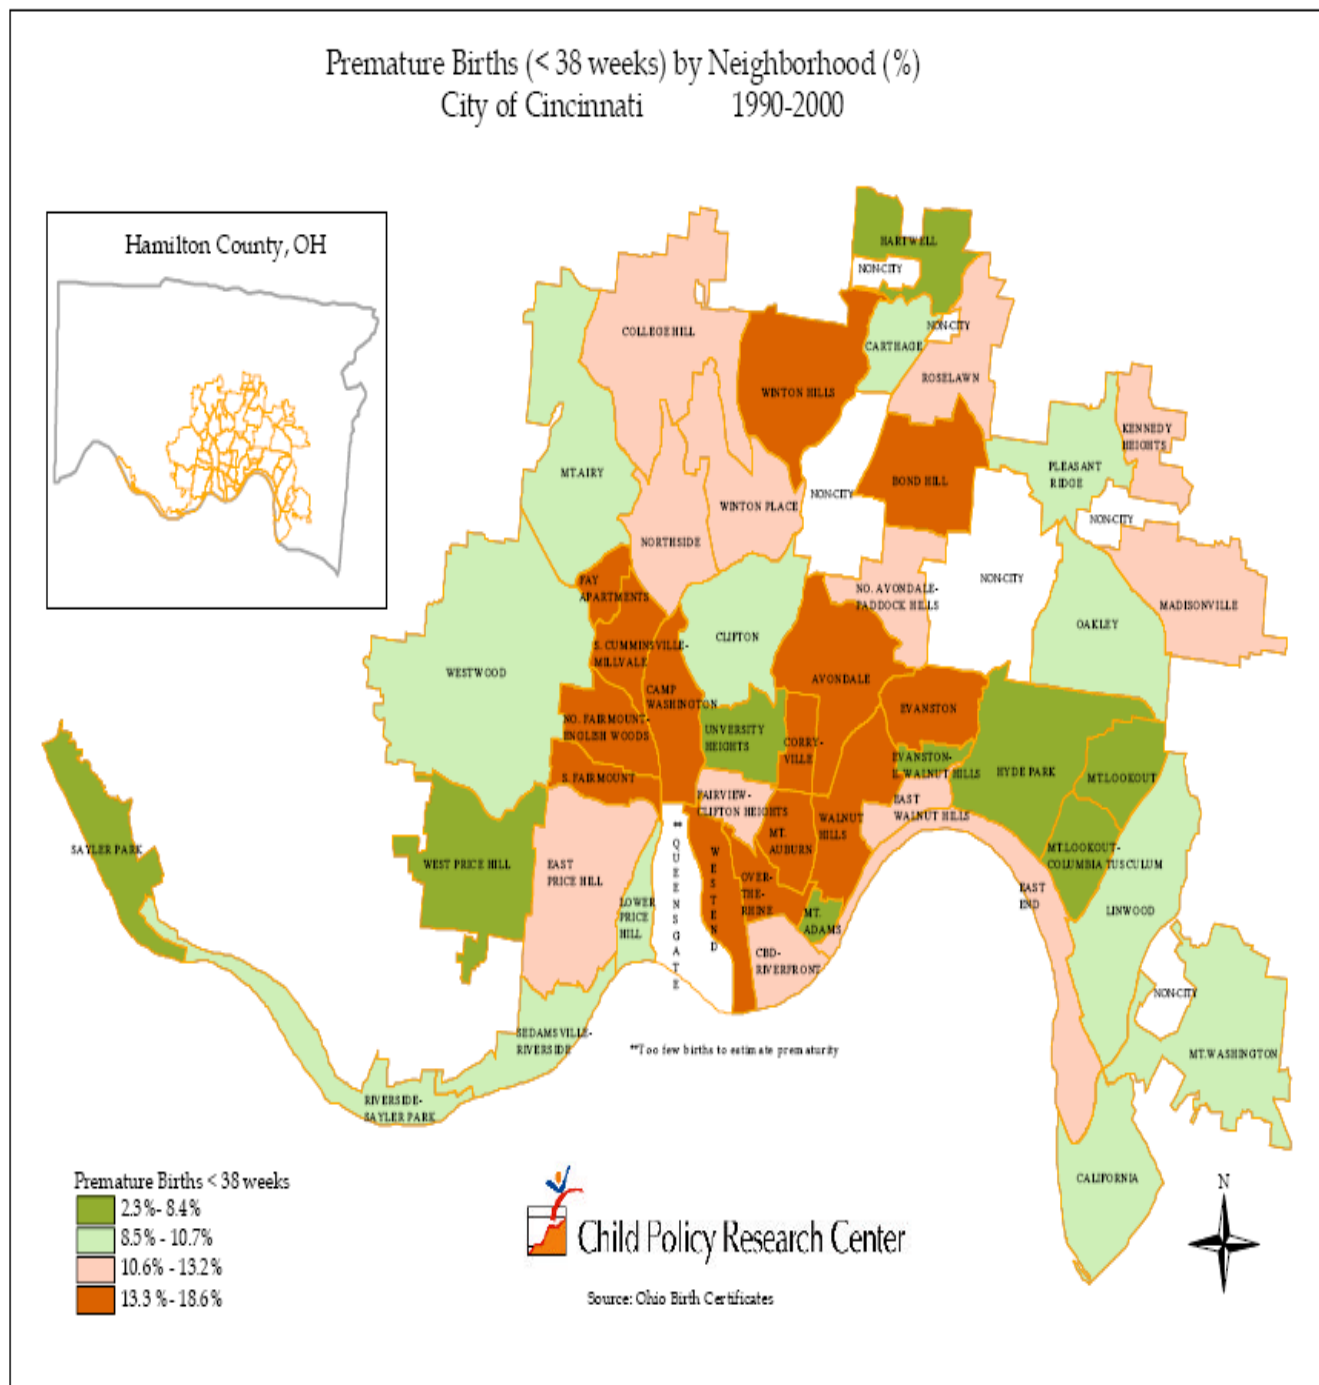 Premature Births (< 38 weeks) by Neighborhood (%)
City of Cincinnati 1990-2000
Hamilton County, OH
HARTWELL
NON-CITY
NON-CITY
COLLEGE HILL
CARTHAGE
ROSELAWN
WINTON HILLS
KENNEDY
HEIGHTS
MT.AIRY
PLEASANT
RIDGE
BOND HILL
NON-CITY
WINTON PLACE
NON-CITY
NORTHSIDE
FAY
APARTMENTS
NO. AVONDALE-
PADDOCK HILLS
NON-CITY
MADISONVILLE
OAKLEY
CLIFTON
S. CUMMINSVILLE-
MILLVALE
WESTWOOD
AVONDALE
CAMP
WASHINGTON
EVANSTON
NO. FAIRMOUNT-
ENGLISH WOODS
UNVERSITY
HEIGHTS
CORRY-
VILLE
EVANSTON-
E. WALNUT HILLS
HYDE PARK
MT.LOOKOUT
S. FAIRMOUNT
FAIRVIEW-
CLIFTON HEIGHTS
EAST
WALNUT HILLS
WALNUT
HILLS
MT.
AUBURN
** QUEENSGATE
WEST END
SAYLER PARK
WEST PRICE HILL
EAST
PRICE HILL
MT.LOOKOUT-
COLUMBIA TUSCULUM
OVER-
THE-
RHINE
EAST
END
LOWER
PRICE
HILL
MT.
ADAMS
LINWOOD
CBD-
RIVERFRONT
NON-CITY
SEDAMSVILLE-
RIVERSIDE
**Too few births to estimate prematurity
MT.WASHINGTON
RIVERSIDE-
SAYLER PARK
CALIFORNIA
Premature Births < 38 weeks
2.3%- 8.4%
8.5% - 10.7%
10.6% - 13.2%
13.3 %- 18.6%
N
Child Policy Research Center
Source: Ohio Birth Certificates